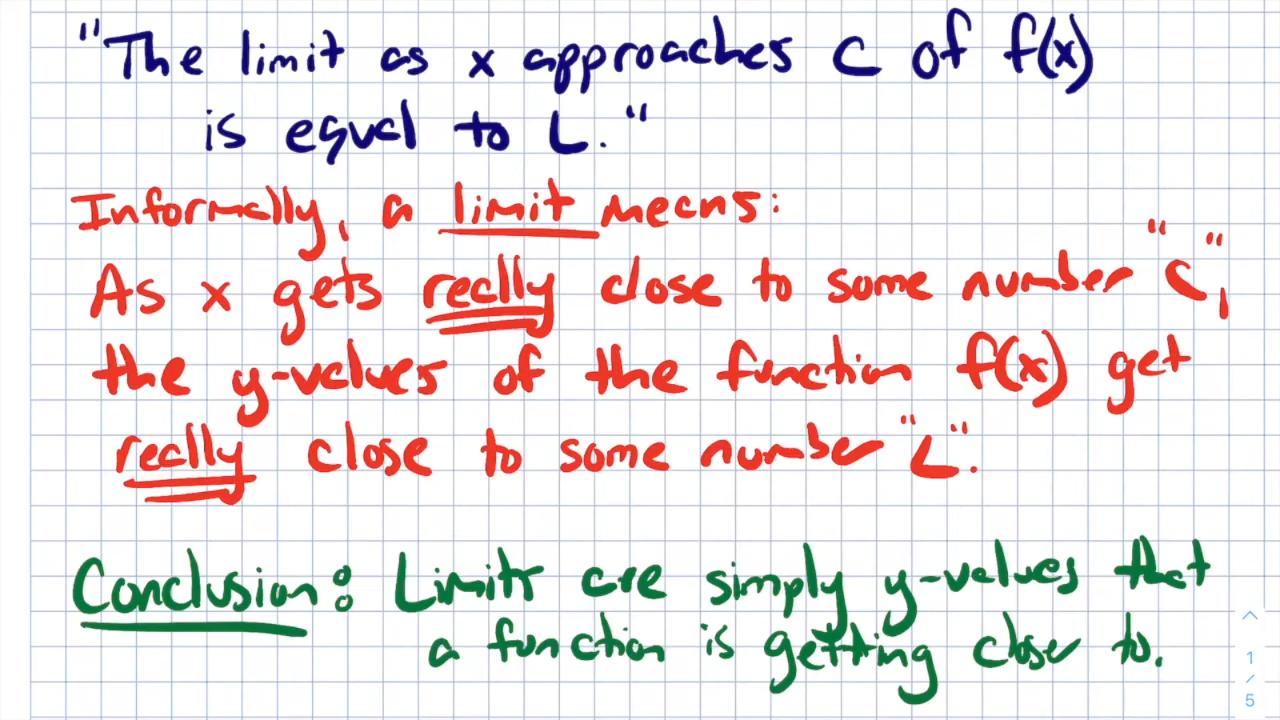 "The limit as x approaches C of f(x)
is equal to L."
Informally, a limit means:
As x gets really close to some number "C",
the y-values of the function f(x) get
really close to some number "L".
Conclusion: Limits are simply y-values that
a function is getting closer to.
1
/
5